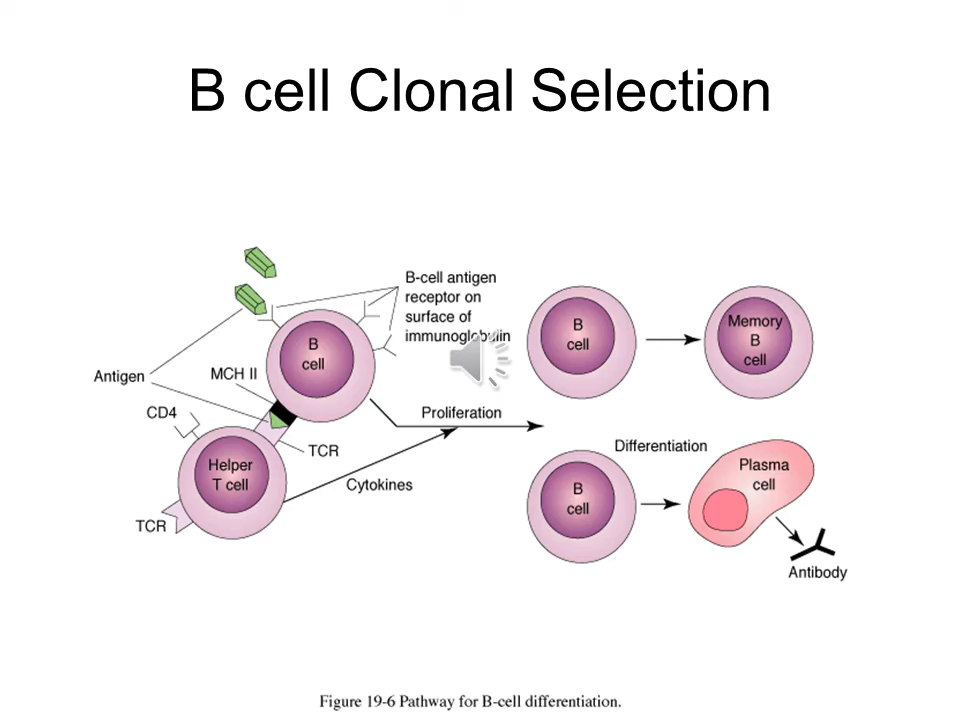 B cell Clonal Selection
B-cell antigen
receptor on
surface of
immunoglobulin
B
cell
MCH II
Antigen
CD4
Helper
T cell
TCR
TCR
Proliferation
Cytokines
B
cell
Memory
B
cell
Differentiation
B
cell
Plasma
cell
Antibody
Figure 19-6 Pathway for B-cell differentiation.